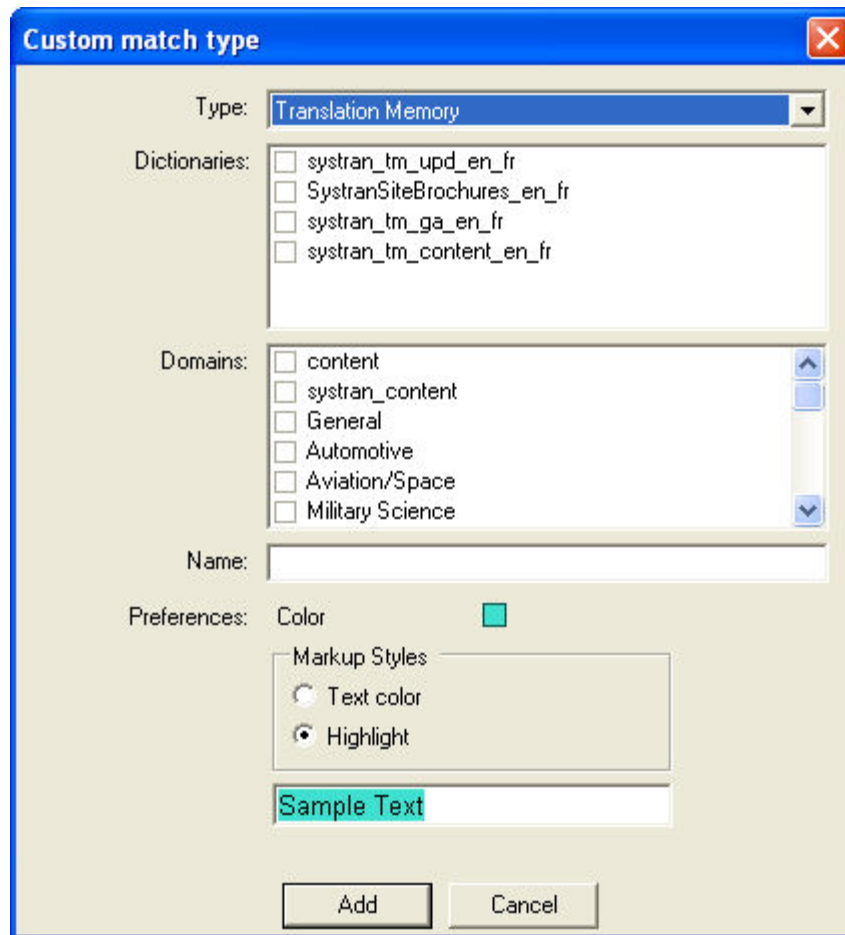 Custom match type
Type: Translation Memory
Dictionaries: systran_tm_upd_en_fr
SystranSiteBrochures_en_fr
systran_tm_ga_en_fr
systran_tm_content_en_fr
Domains: content
systran_content
General
Automotive
Aviation/Space
Military Science
Name:
Preferences: Color
Markup Styles
Text color
Highlight
Sample Text
Add Cancel